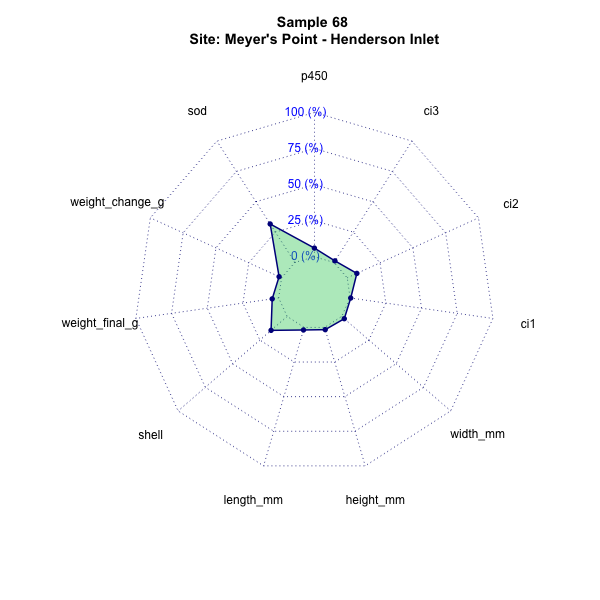 Sample 68
Site: Meyer's Point - Henderson Inlet
p450
sod
100 (%)
ci3
75 (%)
50 (%)
weight_change_g
ci2
25 (%)
0 (%)
weight_final_g
ci1
shell
width_mm
length_mm
height_mm